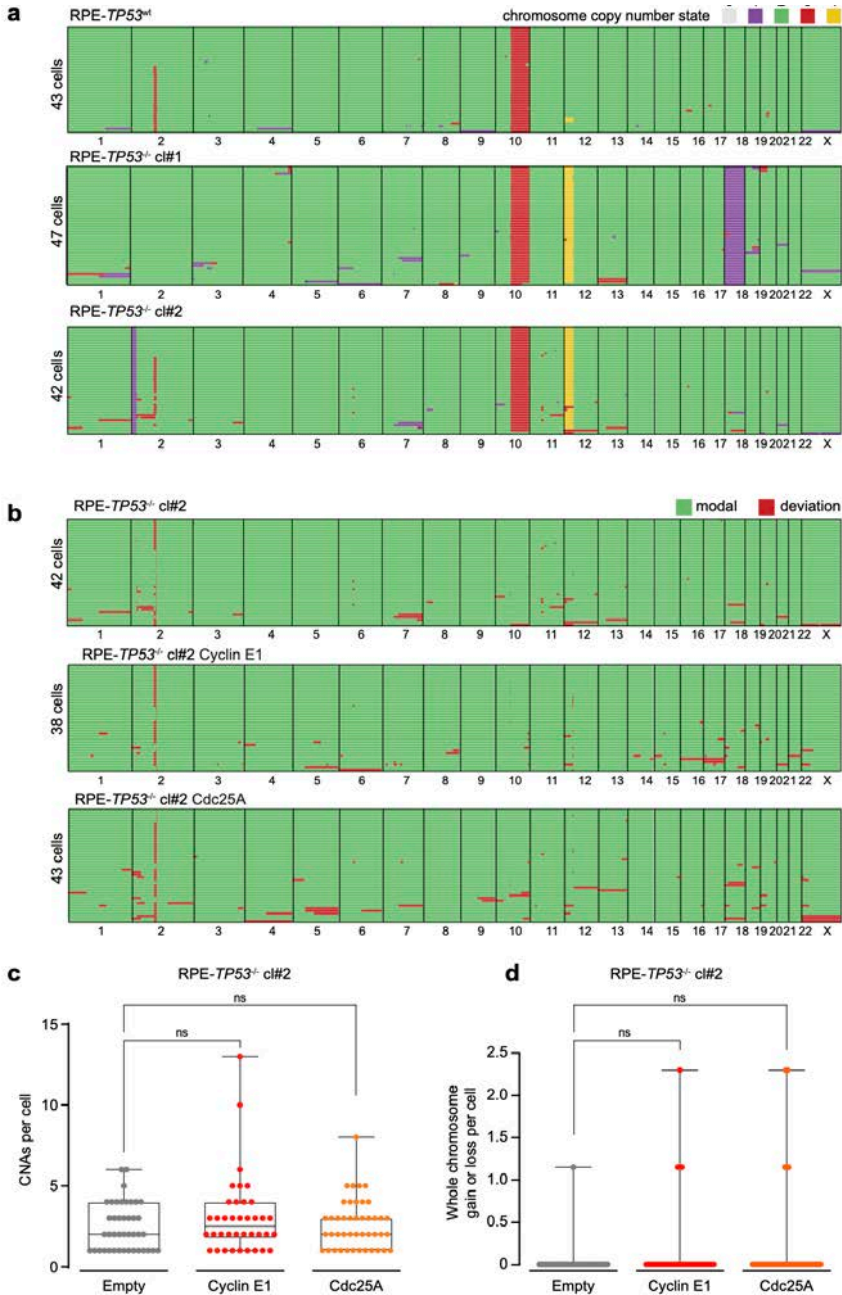 a
RPE-TP53wt
chromosome copy number state
43 cells
1 2 3 4 5 6 7 8 9 10 11 12 13 14 15 16 17 18 19 20 21 22 X
RPE-TP53-/- cl#1
47 cells
1 2 3 4 5 6 7 8 9 10 11 12 13 14 15 16 17 18 19 20 21 22 X
RPE-TP53-/- cl#2
42 cells
1 2 3 4 5 6 7 8 9 10 11 12 13 14 15 16 17 18 19 20 21 22 X
b
RPE-TP53-/- cl#2
modal deviation
42 cells
1 2 3 4 5 6 7 8 9 10 11 12 13 14 15 16 17 18 19 20 21 22 X
RPE-TP53-/- cl#2 Cyclin E1
38 cells
1 2 3 4 5 6 7 8 9 10 11 12 13 14 15 16 17 18 19 20 21 22 X
RPE-TP53-/- cl#2 Cdc25A
43 cells
1 2 3 4 5 6 7 8 9 10 11 12 13 14 15 16 17 18 19 20 21 22 X
c
RPE-TP53-/- cl#2
ns
ns
CNAs per cell
15
10
5
0
Empty Cyclin E1 Cdc25A
d
RPE-TP53-/- cl#2
ns
ns
Whole chromosome
gain or loss per cell
2.5
2.0
1.5
1.0
0.5
0
Empty Cyclin E1 Cdc25A